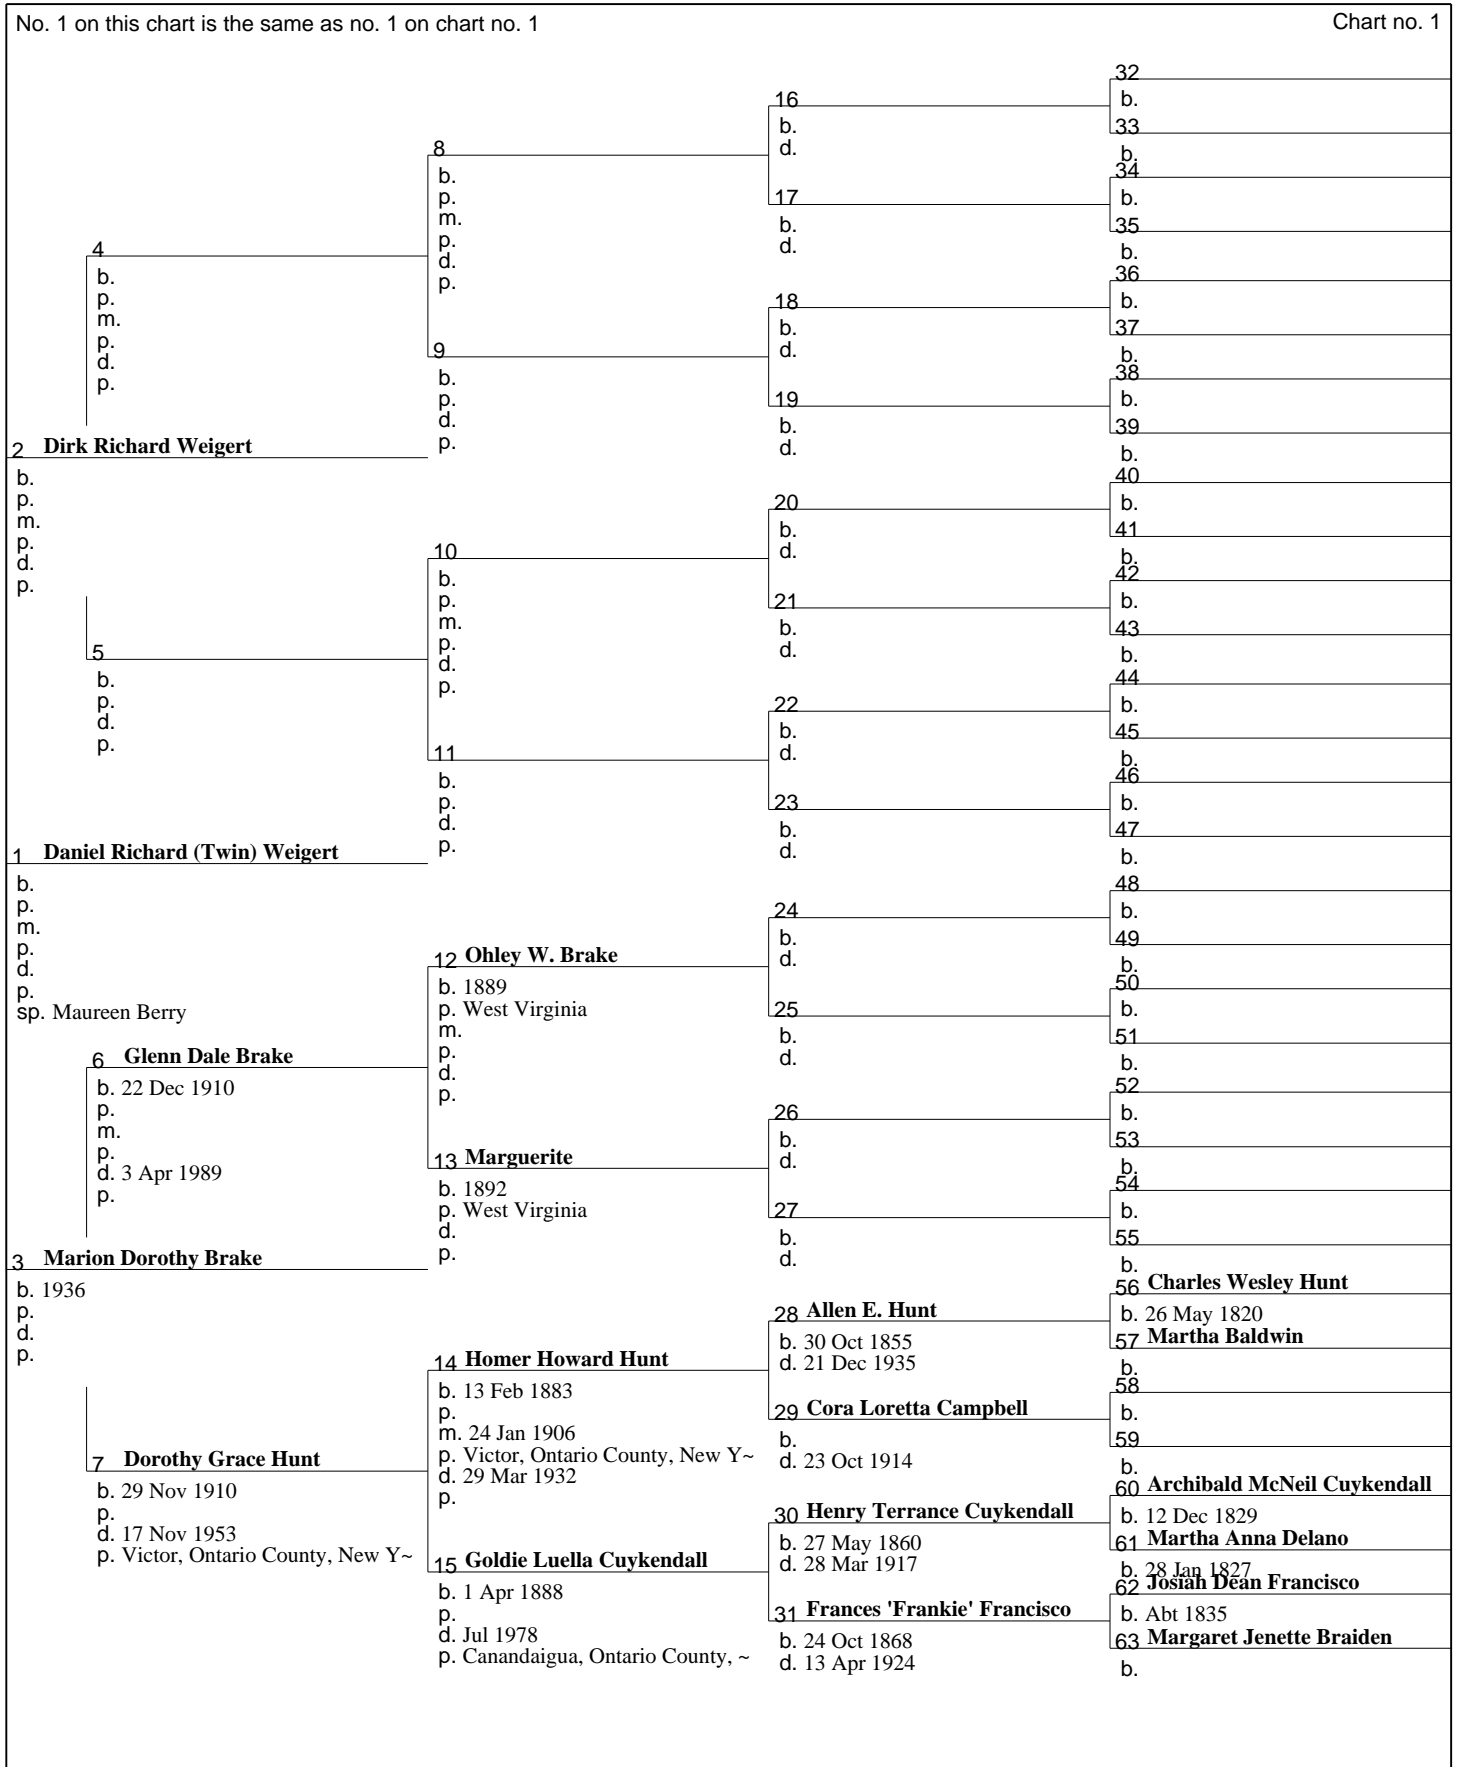 No. 1 on this chart is the same as no. 1 on chart no. 1
Chart no. 1
2 Dirk Richard Weigert
b.
p.
m.
p.
d.
p.
1 Daniel Richard (Twin) Weigert
b.
p.
m.
p.
d.
p.
sp. Maureen Berry
3 Marion Dorothy Brake
b. 1936
p.
d.
p.
4
b.
p.
m.
p.
d.
p.
5
b.
p.
d.
p.
6 Glenn Dale Brake
b. 22 Dec 1910
p.
m.
p.
d. 3 Apr 1989
p.
7 Dorothy Grace Hunt
b. 29 Nov 1910
p.
d. 17 Nov 1953
p. Victor, Ontario County, New Y~
8
b.
p.
m.
p.
d.
p.
9
b.
p.
d.
p.
10
b.
p.
m.
p.
d.
p.
11
b.
p.
d.
p.
12 Ohley W. Brake
b. 1889
p. West Virginia
m.
p.
d.
p.
13 Marguerite
b. 1892
p. West Virginia
d.
p.
14 Homer Howard Hunt
b. 13 Feb 1883
p.
m. 24 Jan 1906
p. Victor, Ontario County, New Y~
d. 29 Mar 1932
p.
15 Goldie Luella Cuykendall
b. 1 Apr 1888
p.
d. Jul 1978
p. Canandaigua, Ontario County, ~
16
b.
d.
17
b.
d.
18
b.
d.
19
b.
d.
20
b.
d.
21
b.
d.
22
b.
d.
23
b.
d.
24
b.
d.
25
b.
d.
26
b.
d.
27
b.
d.
28 Allen E. Hunt
b. 30 Oct 1855
d. 21 Dec 1935
29 Cora Loretta Campbell
b.
d. 23 Oct 1914
30 Henry Terrance Cuykendall
b. 27 May 1860
d. 28 Mar 1917
31 Frances 'Frankie' Francisco
b. 24 Oct 1868
d. 13 Apr 1924
32
b.
33
b.
34
b.
35
b.
36
b.
37
b.
38
b.
39
b.
40
b.
41
b.
42
b.
43
b.
44
b.
45
b.
46
b.
47
b.
48
b.
49
b.
50
b.
51
b.
52
b.
53
b.
54
b.
55
b.
56 Charles Wesley Hunt
b. 26 May 1820
57 Martha Baldwin
b.
58
b.
59
b.
60 Archibald McNeil Cuykendall
b. 12 Dec 1829
61 Martha Anna Delano
b. 28 Jan 1827
62 Josiah Dean Francisco
b. Abt 1835
63 Margaret Jenette Braiden
b.